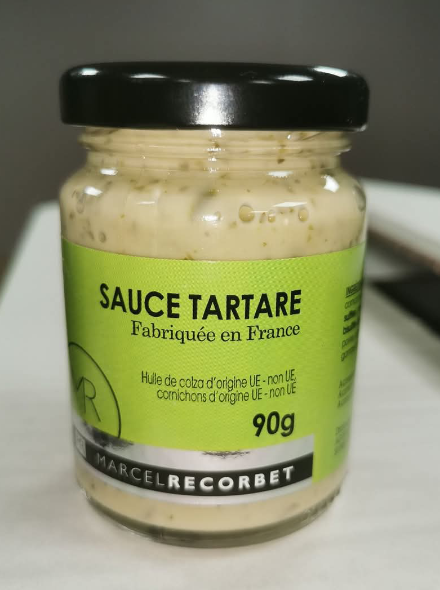 SAUCE TARTARE
Fabriquée en France
Huile de colza d'origine UE - non UE,
cornichons d'origine UE - non UE
90g
MARCEL RECORBET